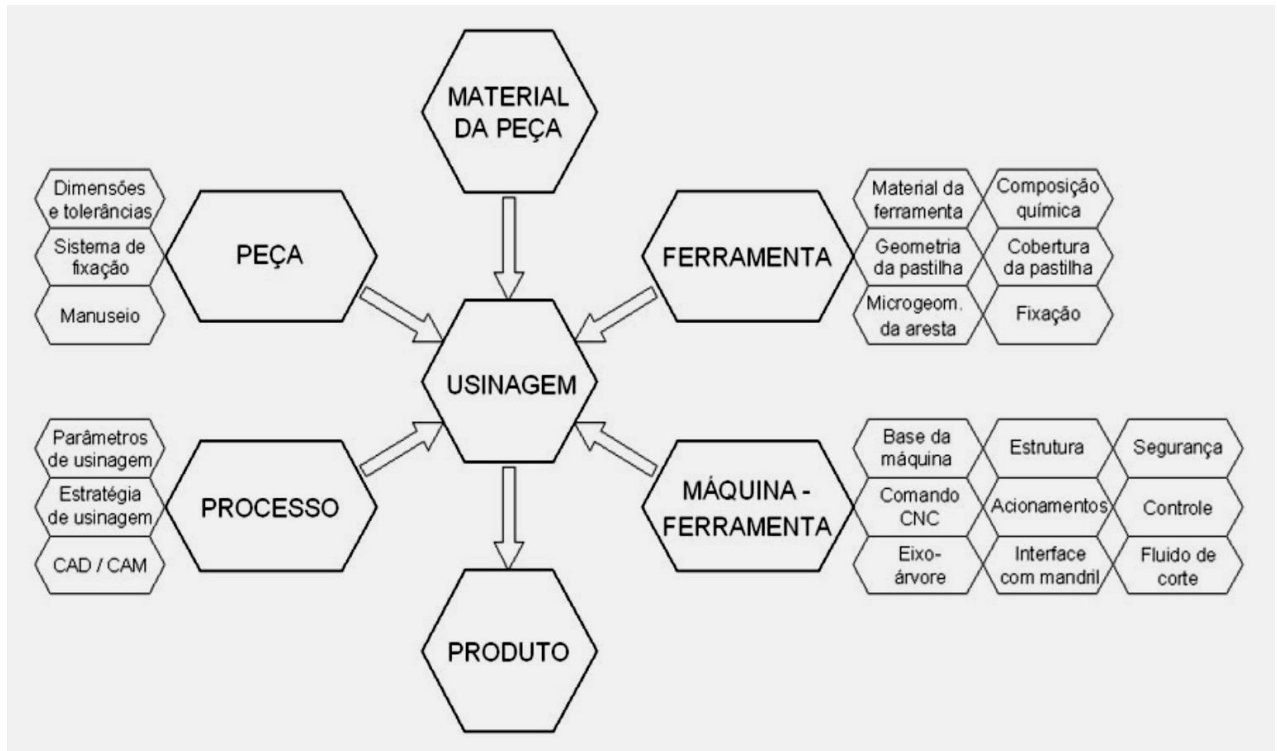 MATERIAL
DA PEÇA
Dimensões
e tolerâncias
Sistema de
fixação
Manuseio
PEÇA
FERRAMENTA
Material da
ferramenta
Composição
química
Geometria
da pastilha
Cobertura
da pastilha
Microgeom.
da aresta
Fixação
USINAGEM
Parâmetros
de usinagem
Estratégia
de usinagem
CAD / CAM
PROCESSO
MÁQUINA -
FERRAMENTA
Base da
máquina
Estrutura
Segurança
Comando
CNC
Acionamentos
Controle
Eixo-
árvore
Interface
com mandril
Fluido de
corte
PRODUTO